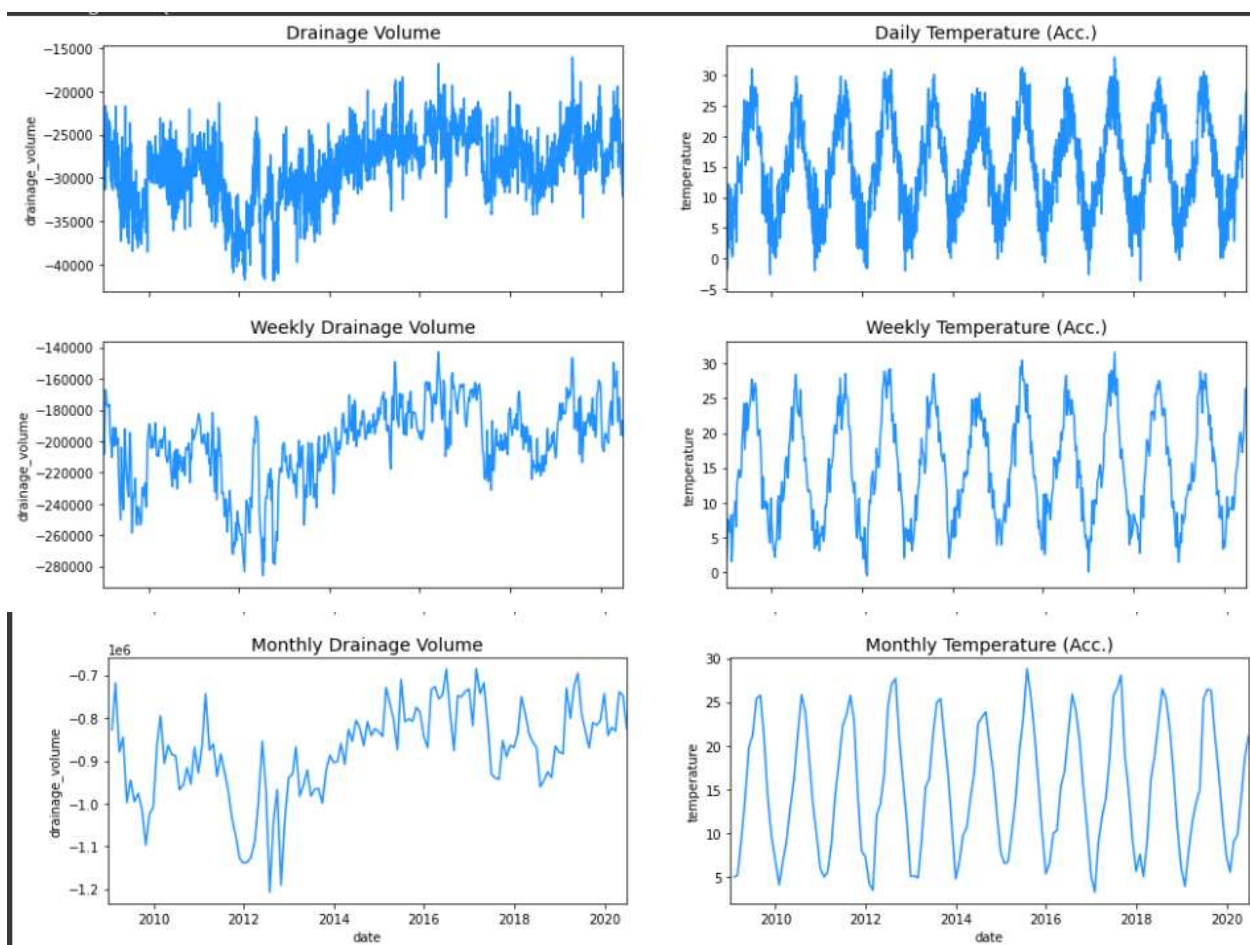 Drainage Volume
Daily Temperature (Acc.)
drainage_volume
−15000
−20000
−25000
−30000
−35000
−40000
temperature
30
25
20
15
10
5
0
−5
Weekly Drainage Volume
Weekly Temperature (Acc.)
drainage_volume
−140000
−160000
−180000
−200000
−220000
−240000
−260000
−280000
temperature
30
25
20
15
10
5
0
Monthly Drainage Volume
Monthly Temperature (Acc.)
1e6
drainage_volume
−0.7
−0.8
−0.9
−1.0
−1.1
−1.2
2010 2012 2014 2016 2018 2020
date
temperature
30
25
20
15
10
5
2010 2012 2014 2016 2018 2020
date